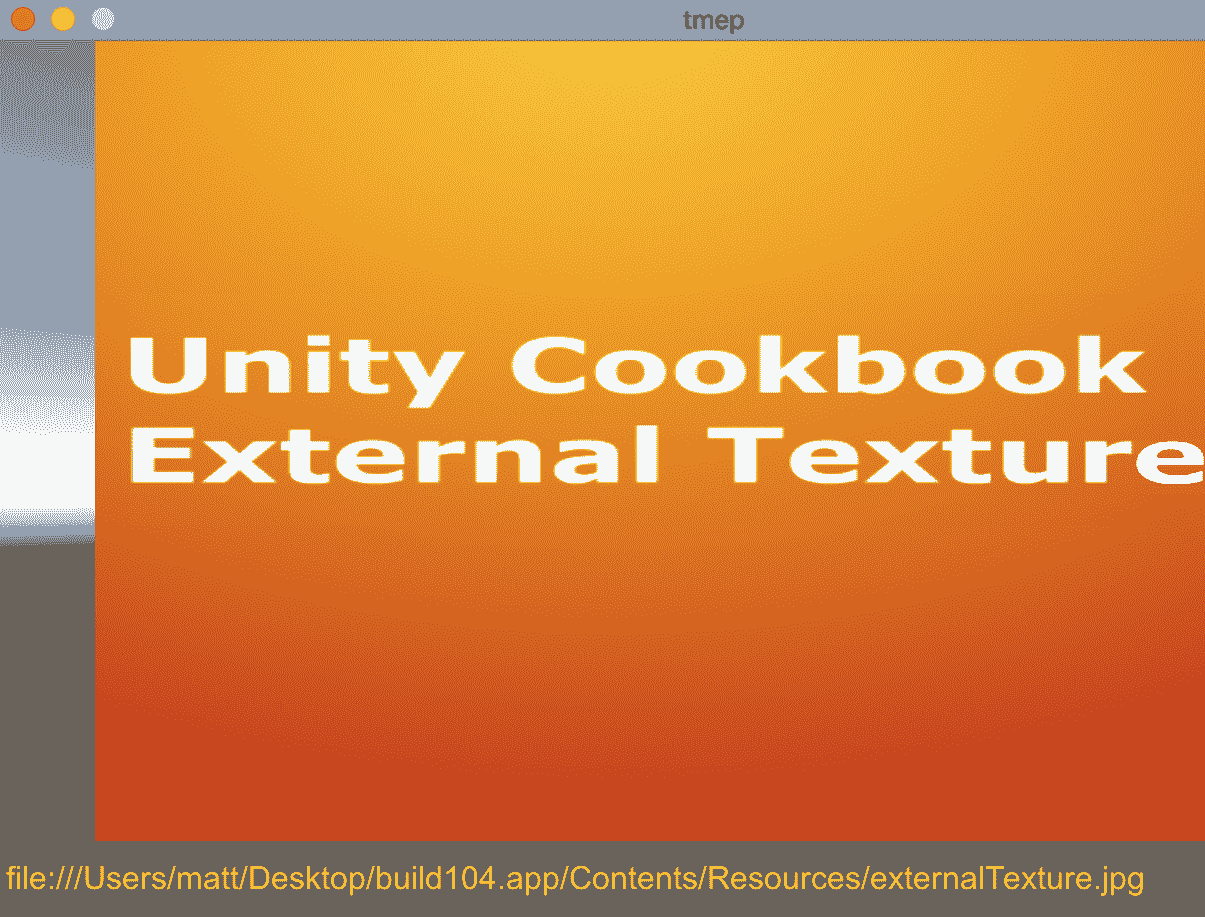 tmep
Unity Cookbook
External Texture
file:///Users/matt/Desktop/build104.app/Contents/Resources/externalTexture.jpg